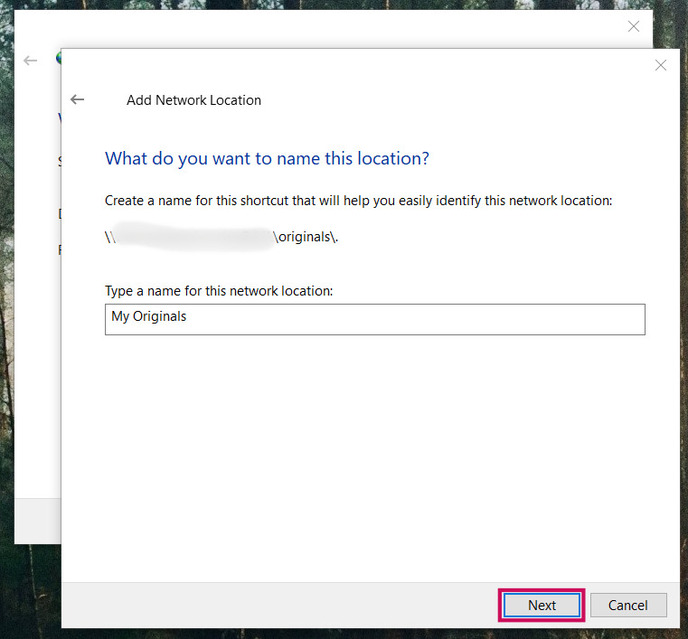 Add Network Location
What do you want to name this location?
Create a name for this shortcut that will help you easily identify this network location:
\\ \originals\.
Type a name for this network location:
My Originals
Next
Cancel